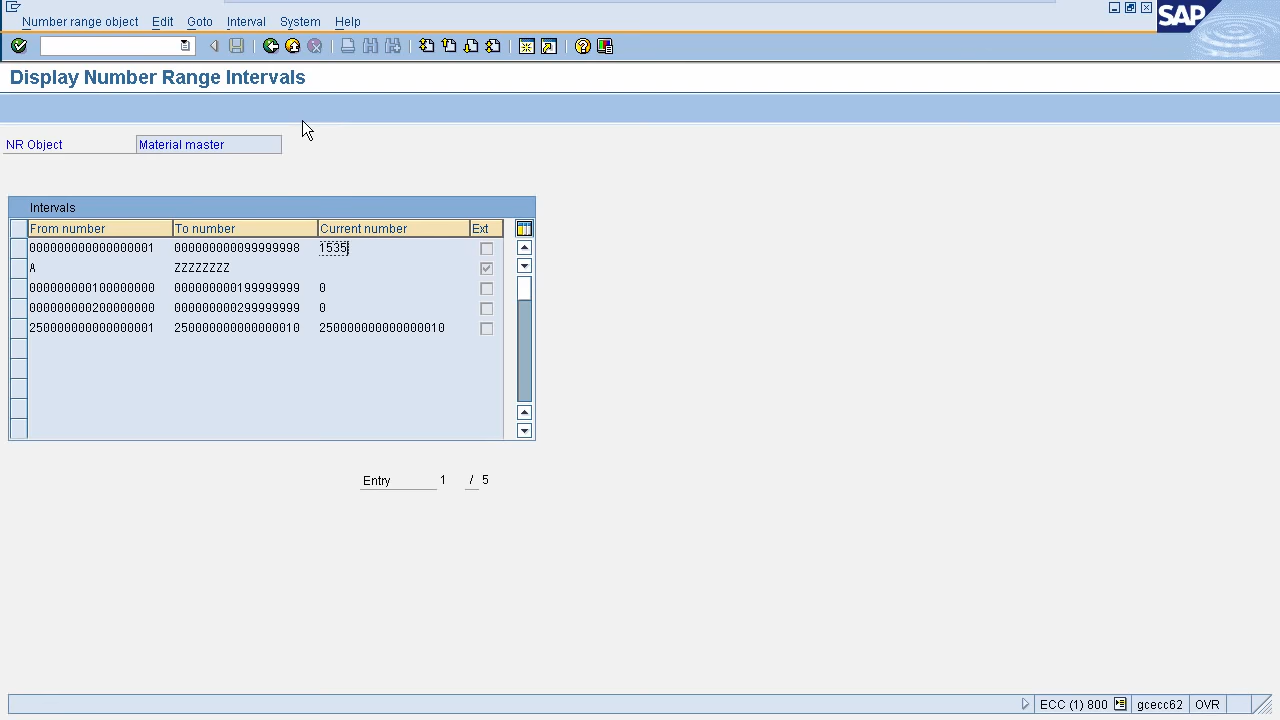 Number range object Edit Goto Interval System Help
SAP
Display Number Range Intervals
NR Object Material master
Intervals
From number To number Current number Ext
000000000000000001 000000000099999998 1535
A ZZZZZZZZ
000000000100000000 000000000199999999 0
000000000200000000 000000000299999999 0
250000000000000001 250000000000000010 250000000000000010
Entry 1 / 5
ECC (1) 800 gcecc62 OVR